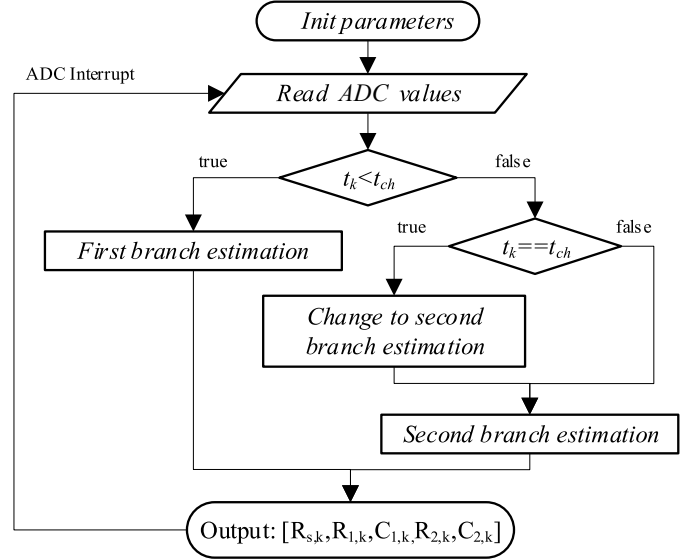 Init parameters
ADC Interrupt
Read ADC values
true
false
tk<tch
First branch estimation
true
false
tk==tch
Change to second
branch estimation
Second branch estimation
Output: [Rs,k,R1,k,C1,k,R2,k,C2,k]